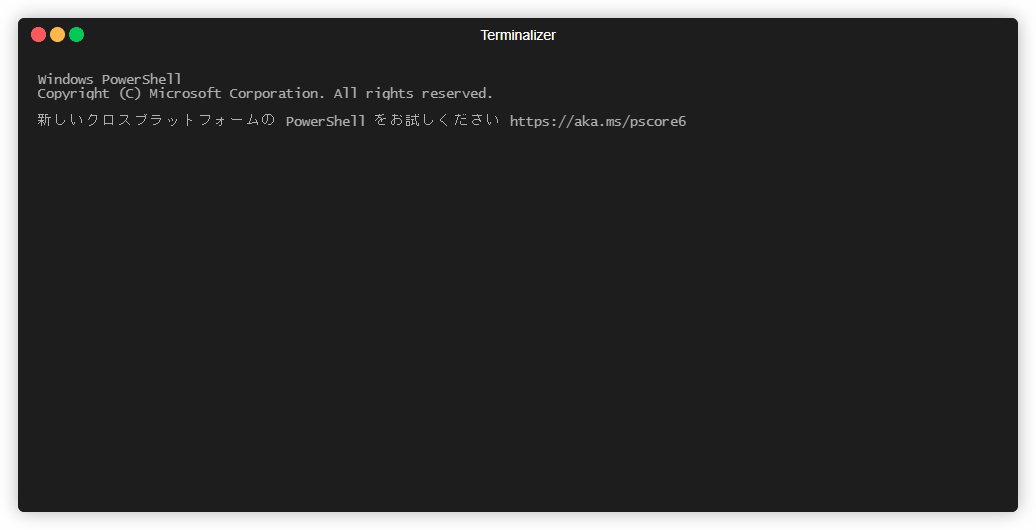 Terminalizer
Windows PowerShell
Copyright (C) Microsoft Corporation. All rights reserved.
新しいクロスプラットフォームの PowerShell をお試しください https://aka.ms/pscore6